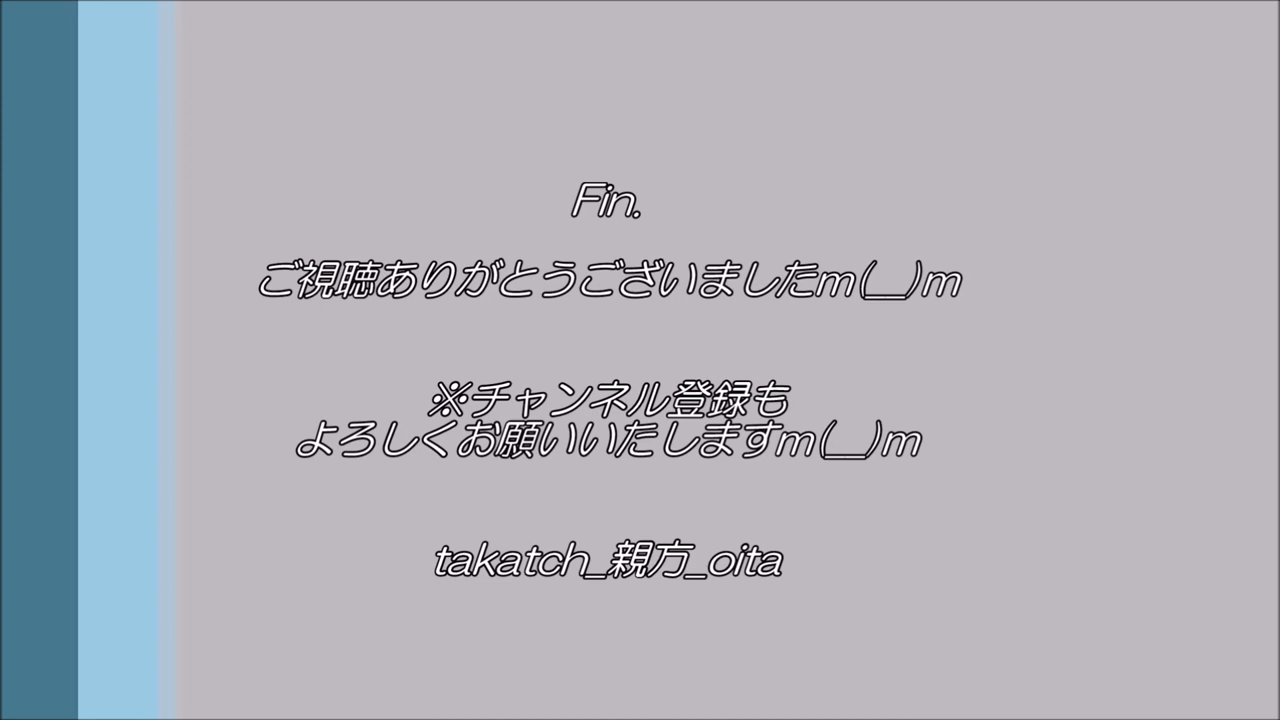 Fin.
ご視聴ありがとうございましたm(__)m
※チャンネル登録も
よろしくお願いいたしますm(__)m
takatch_親方_oita